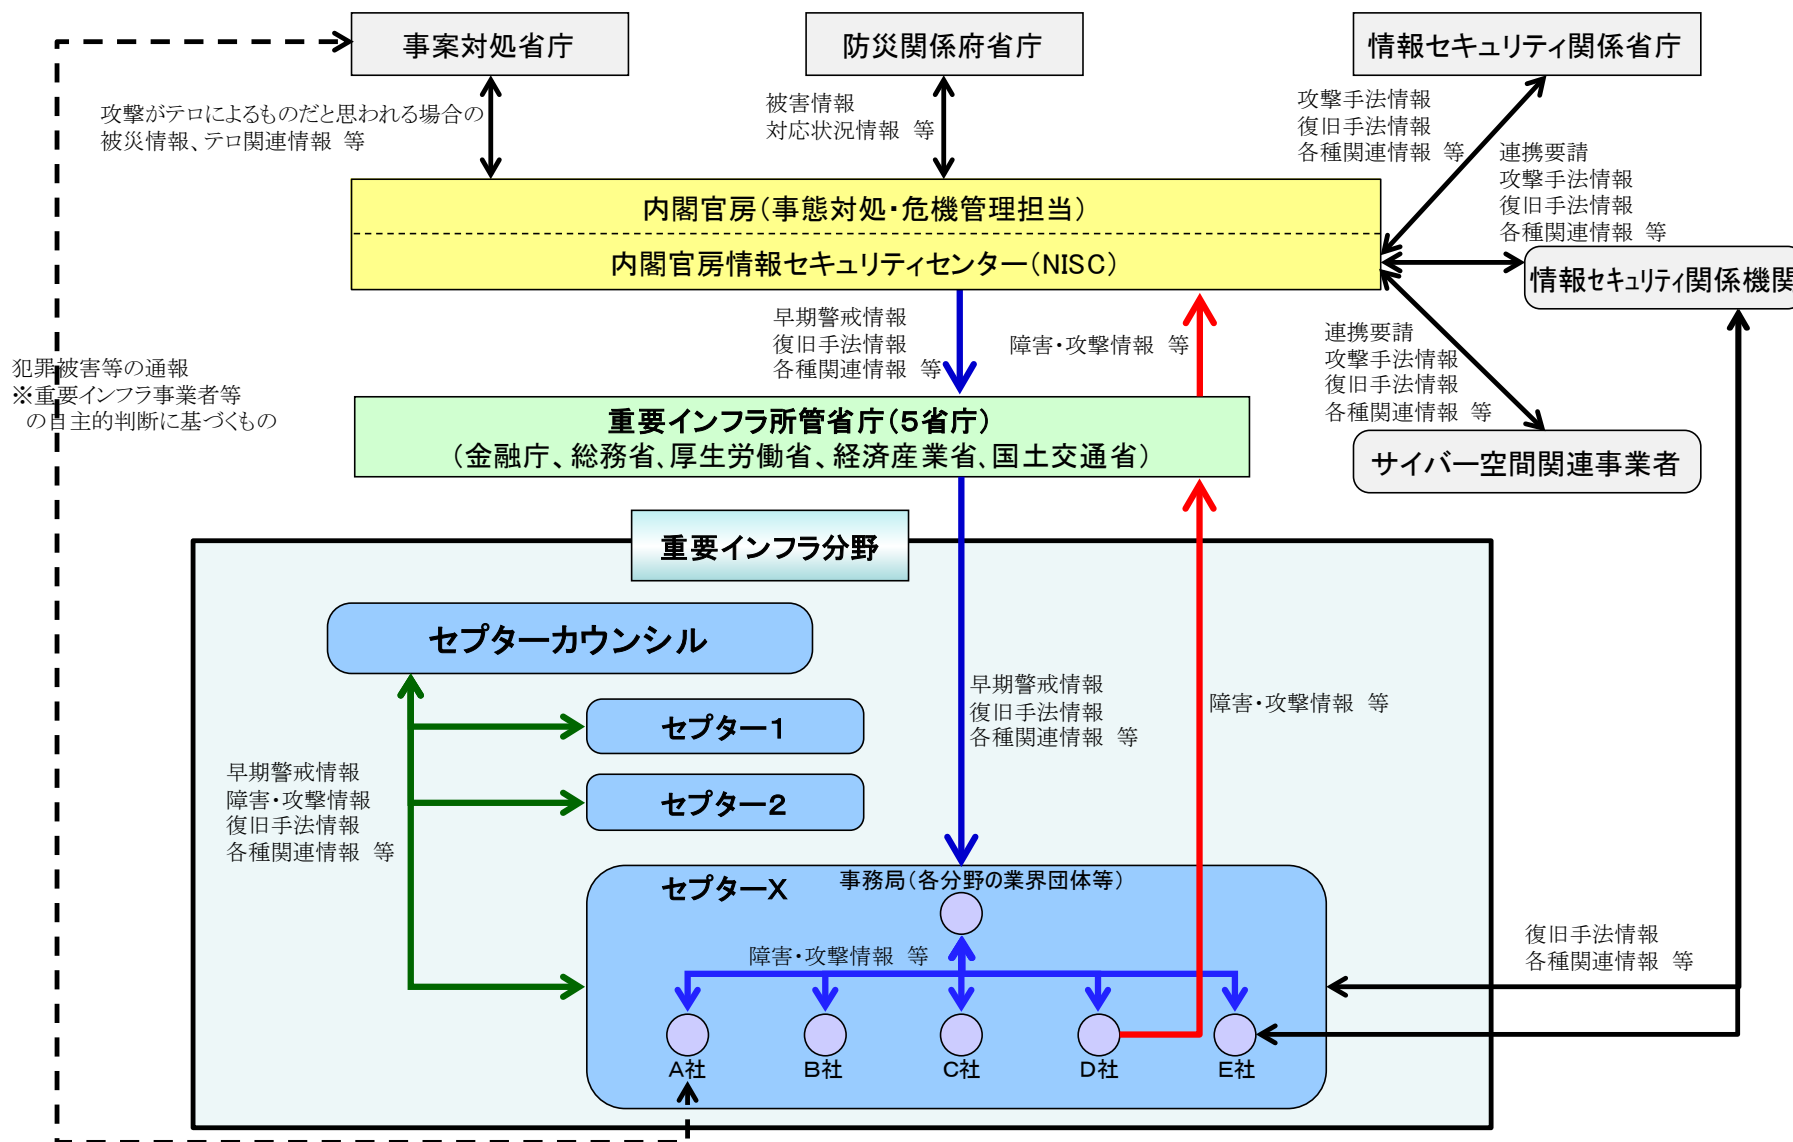 事案対処省庁
防災関係府省庁
情報セキュリティ関係省庁
攻撃がテロによるものだと思われる場合の
被災情報、テロ関連情報 等
被害情報
対応状況情報 等
攻撃手法情報
復旧手法情報
各種関連情報 等
連携要請
攻撃手法情報
復旧手法情報
各種関連情報 等
内閣官房(事態対処・危機管理担当)
内閣官房情報セキュリティセンター(NISC)
情報セキュリティ関係機関
早期警戒情報
復旧手法情報
各種関連情報 等
障害・攻撃情報 等
連携要請
攻撃手法情報
復旧手法情報
各種関連情報 等
犯罪被害等の通報
※重要インフラ事業者等
の自主的判断に基づくもの
重要インフラ所管省庁(5省庁)
(金融庁、総務省、厚生労働省、経済産業省、国土交通省)
サイバー空間関連事業者
重要インフラ分野
セプターカウンシル
セプター1
セプター2
早期警戒情報
復旧手法情報
各種関連情報 等
障害・攻撃情報 等
早期警戒情報
障害・攻撃情報
復旧手法情報
各種関連情報 等
セプターX
事務局(各分野の業界団体等)
障害・攻撃情報 等
A社
B社
C社
D社
E社
復旧手法情報
各種関連情報 等